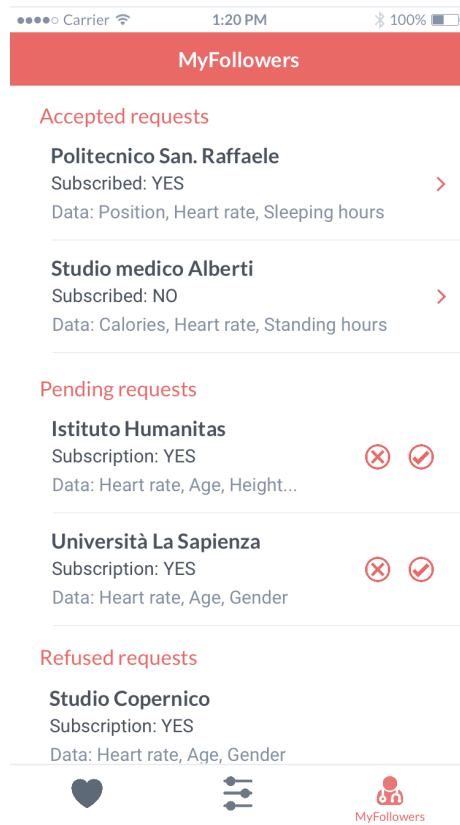 Carrier 1:20 PM 100%
MyFollowers
Accepted requests
Politecnico San. Raffaele
Subscribed: YES
Data: Position, Heart rate, Sleeping hours
Studio medico Alberti
Subscribed: NO
Data: Calories, Heart rate, Standing hours
Pending requests
Istituto Humanitas
Subscription: YES
Data: Heart rate, Age, Height...
Università La Sapienza
Subscription: YES
Data: Heart rate, Age, Gender
Refused requests
Studio Copernico
Subscription: YES
Data: Heart rate, Age, Gender
MyFollowers